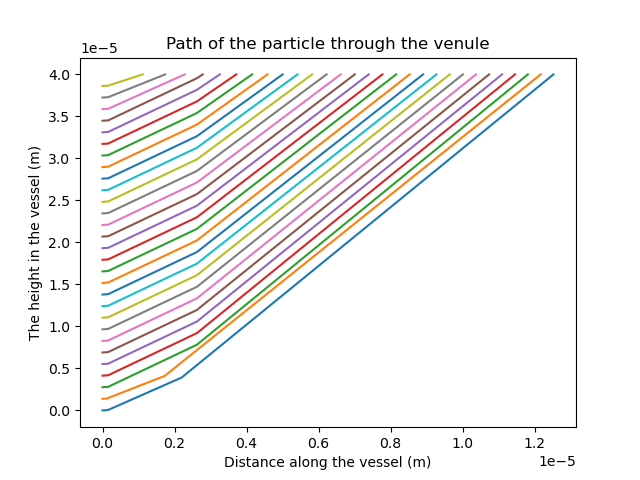 Path of the particle through the venule
1e−5
4.0
3.5
3.0
2.5
2.0
1.5
1.0
0.5
0.0
The height in the vessel (m)
0.0 0.2 0.4 0.6 0.8 1.0 1.2
1e−5
Distance along the vessel (m)